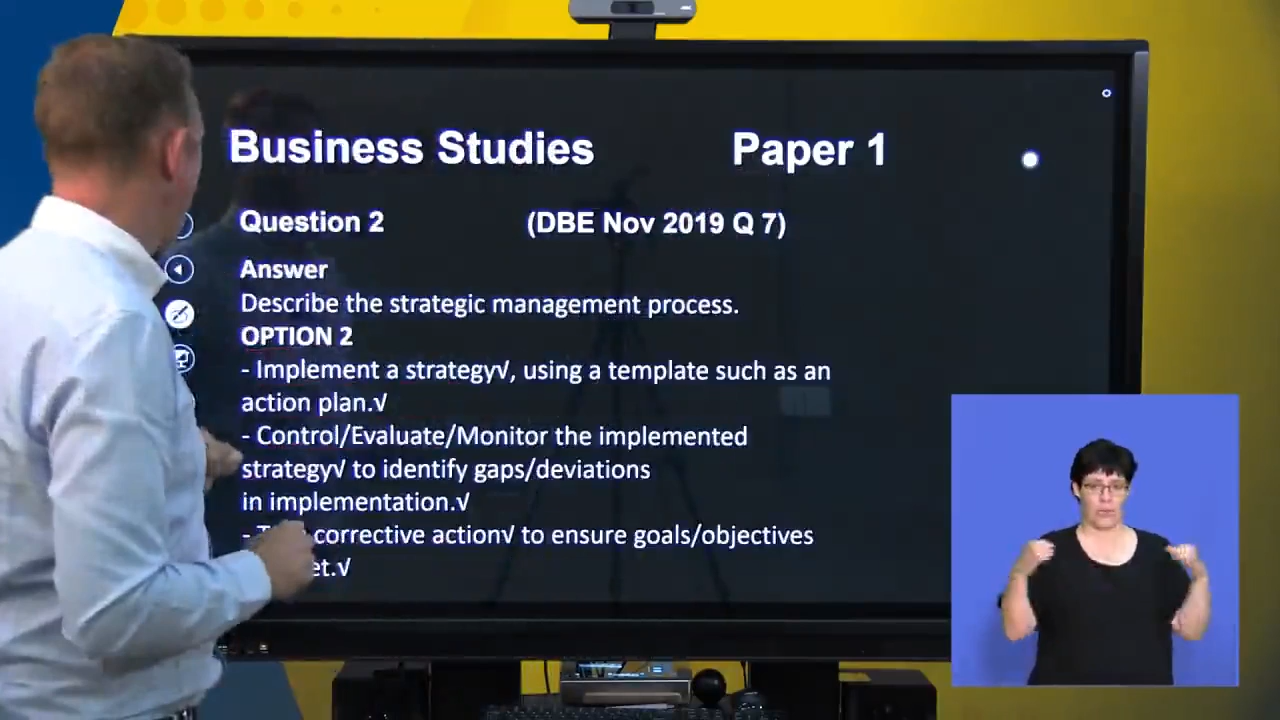 Business Studies Paper 1
Question 2 (DBE Nov 2019 Q 7)
Answer
Describe the strategic management process.
OPTION 2
- Implement a strategy√, using a template such as an
action plan.√
- Control/Evaluate/Monitor the implemented
strategy√ to identify gaps/deviations
in implementation.√
- corrective action√ to ensure goals/objectives